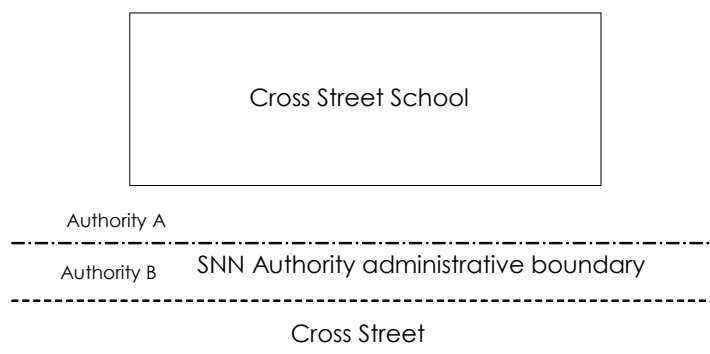 Cross Street School
Authority A
Authority B
SNN Authority administrative boundary
Cross Street